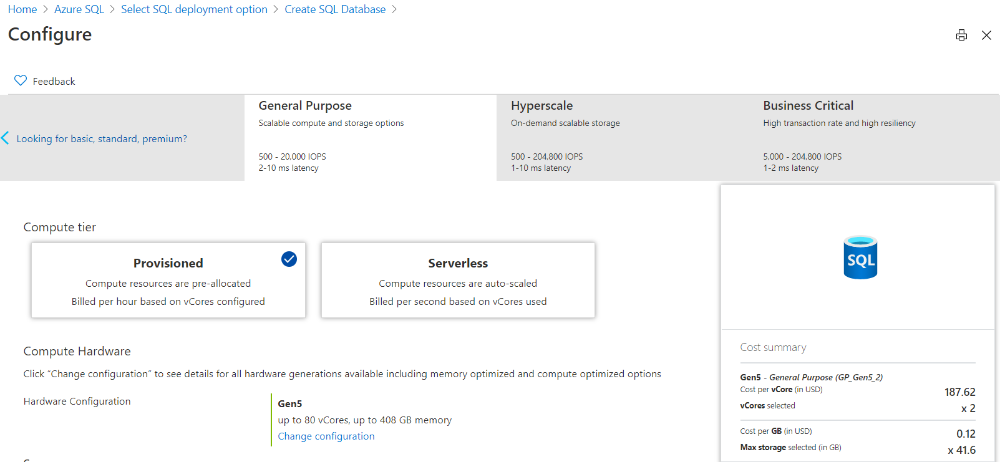 Home > Azure SQL > Select SQL deployment option > Create SQL Database >
Configure
Feedback
Looking for basic, standard, premium?
General Purpose
Scalable compute and storage options
500 - 20,000 IOPS
2-10 ms latency
Hyperscale
On-demand scalable storage
500 - 204,800 IOPS
1-10 ms latency
Business Critical
High transaction rate and high resiliency
5,000 - 204,800 IOPS
1-2 ms latency
Compute tier
Provisioned
Compute resources are pre-allocated
Billed per hour based on vCores configured
Serverless
Compute resources are auto-scaled
Billed per second based on vCores used
Compute Hardware
Click “Change configuration” to see details for all hardware generations available including memory optimized and compute optimized options
Hardware Configuration
Gen5
up to 80 vCores, up to 408 GB memory
Change configuration
SQL
Cost summary
Gen5 - General Purpose (GP_Gen5_2)
Cost per vCore (in USD) 187.62
vCores selected x 2
Cost per GB (in USD) 0.12
Max storage selected (in GB) x 41.6